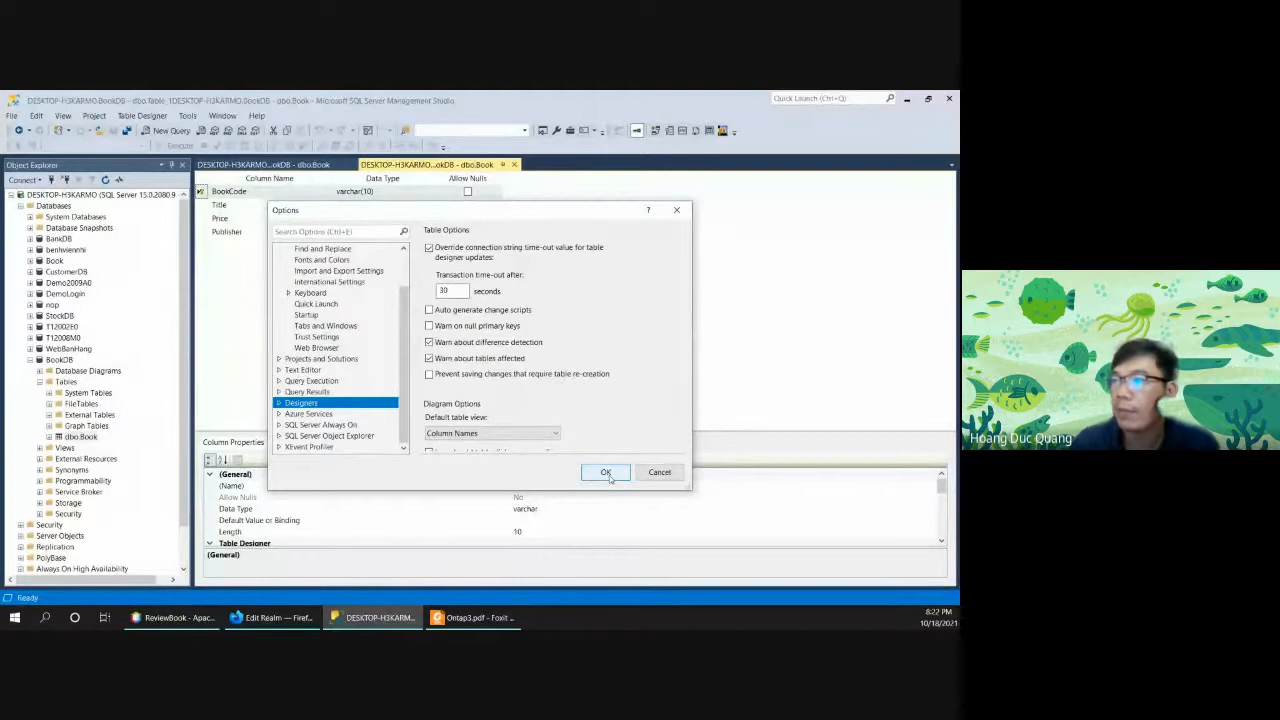 DESKTOP-H3KARMO.BookDB - dbo.Table_1DESKTOP-H3KARMO.BookDB - dbo.Book - Microsoft SQL Server Management Studio
Quick Launch (Ctrl+Q)
File Edit View Project Table Designer Tools Window Help
New Query
Execute
Object Explorer
DESKTOP-H3KARMO...okDB - dbo.Book
DESKTOP-H3KARMO...okDB - dbo.Book
Connect
DESKTOP-H3KARMO (SQL Server 15.0.2080.9
Databases
System Databases
Database Snapshots
BankDB
benhviennhi
Book
CustomerDB
Demo2009A0
DemoLogin
nop
StockDB
T12002E0
T12008M0
WebBanHang
BookDB
Database Diagrams
Tables
System Tables
FileTables
External Tables
Graph Tables
dbo.Book
Views
External Resources
Synonyms
Programmability
Service Broker
Storage
Security
Security
Server Objects
Replication
PolyBase
Always On High Availability
Column Name Data Type Allow Nulls
BookCode varchar(10)
Title
Price
Publisher
Options
Search Options (Ctrl+E)
Find and Replace
Fonts and Colors
Import and Export Settings
International Settings
Keyboard
Quick Launch
Startup
Tabs and Windows
Trust Settings
Web Browser
Projects and Solutions
Text Editor
Query Execution
Query Results
Designers
Azure Services
SQL Server Always On
SQL Server Object Explorer
XEvent Profiler
Table Options
Override connection string time-out value for table
designer updates:
Transaction time-out after:
30 seconds
Auto generate change scripts
Warn on null primary keys
Warn about difference detection
Warn about tables affected
Prevent saving changes that require table re-creation
Diagram Options
Default table view:
Column Names
OK Cancel
Column Properties
(General)
(Name)
Allow Nulls No
Data Type varchar
Default Value or Binding
Length 10
Table Designer
(General)
Ready
ReviewBook - Apac...
Edit Realm — Firef...
DESKTOP-H3KARM...
Ontap3.pdf - Foxit ...
8:22 PM
10/18/2021
Hoang Duc Quang